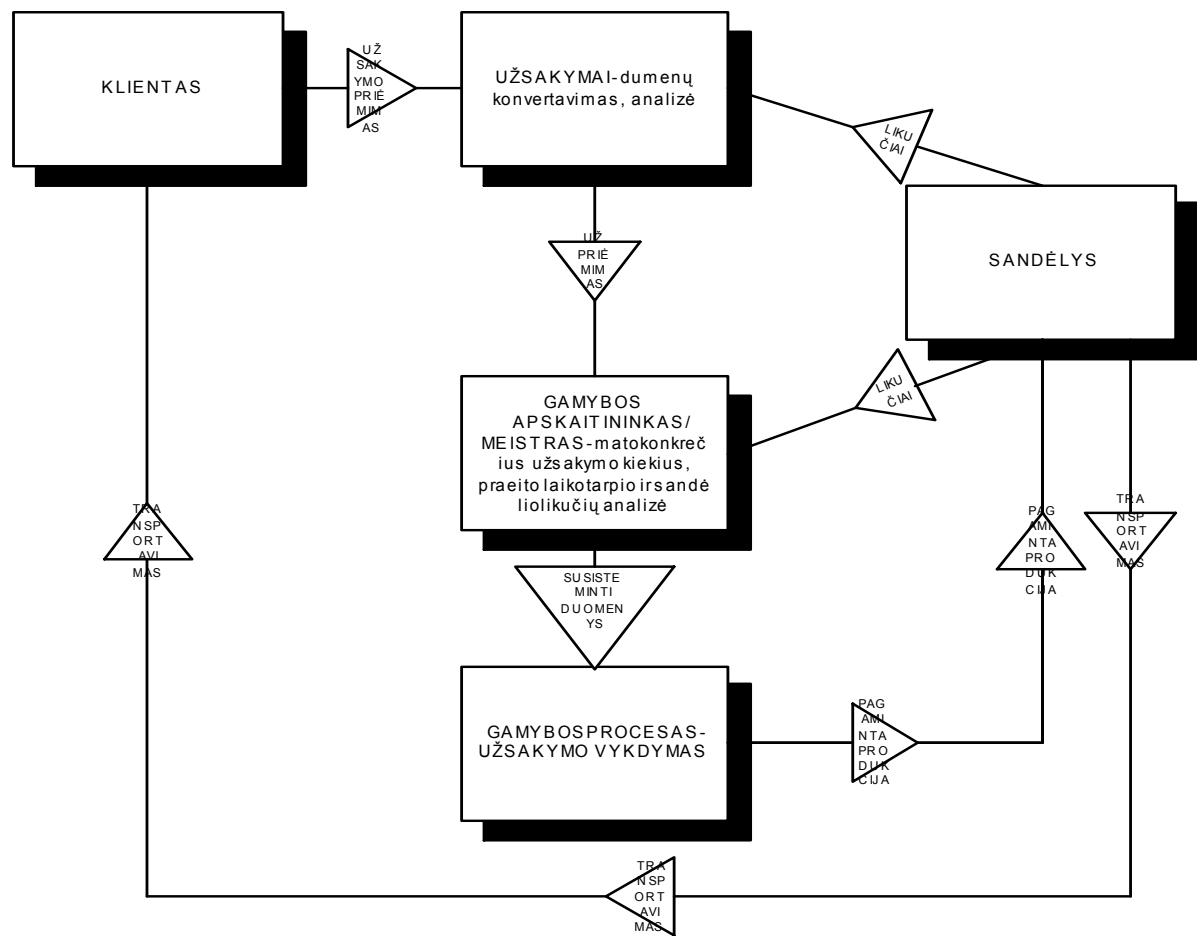 KLIENTAS
UŽ
SAK
YMO
PRIĖ
MIM
AS
UŽSAKYMAI-dumenų
konvertavimas, analizė
LIKU
ČIAI
SANDĖLYS
UŽ
PRIĖ
MIM
AS
GAMYBOS
APSKAITININKAS/
MEISTRAS-matokonkreč
ius užsakymo kiekius,
praeito laikotarpio irsandė
liolikučių analizė
LIKU
ČIAI
TRA
NSP
ORT
AVI
MAS
SUSISTE
MINTI
DUOMEN
YS
PAG
AMI
NTA
PRO
DUK
CIJA
TRA
NSP
ORT
AVI
MAS
GAMYBOSPROCESAS-
UŽSAKYMO VYKDYMAS
PAG
AMI
NTA
PRO
DUK
CIJA
TRA
NSP
ORT
AVI
MAS